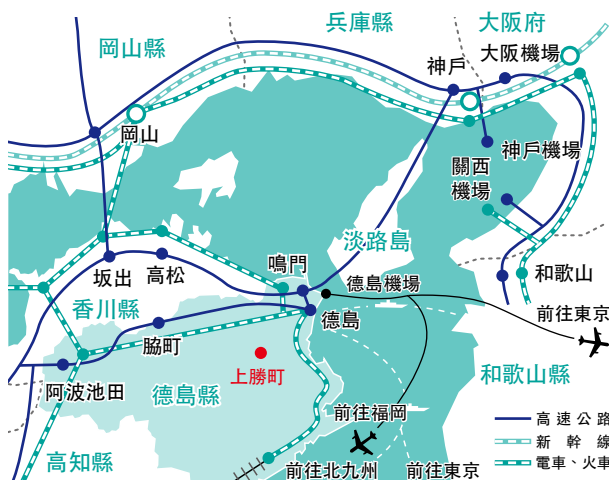 兵庫縣
大阪府
岡山縣
大阪機場
神戶
岡山
神戶機場
關西
機場
淡路島
鳴門
和歌山
坂出
高松
德島機場
香川縣
德島
前往東京
脇町
上勝町
阿波池田
德島縣
和歌山縣
前往福岡
高速公路
新幹線
電車、火車
高知縣
前往北九州
前往東京